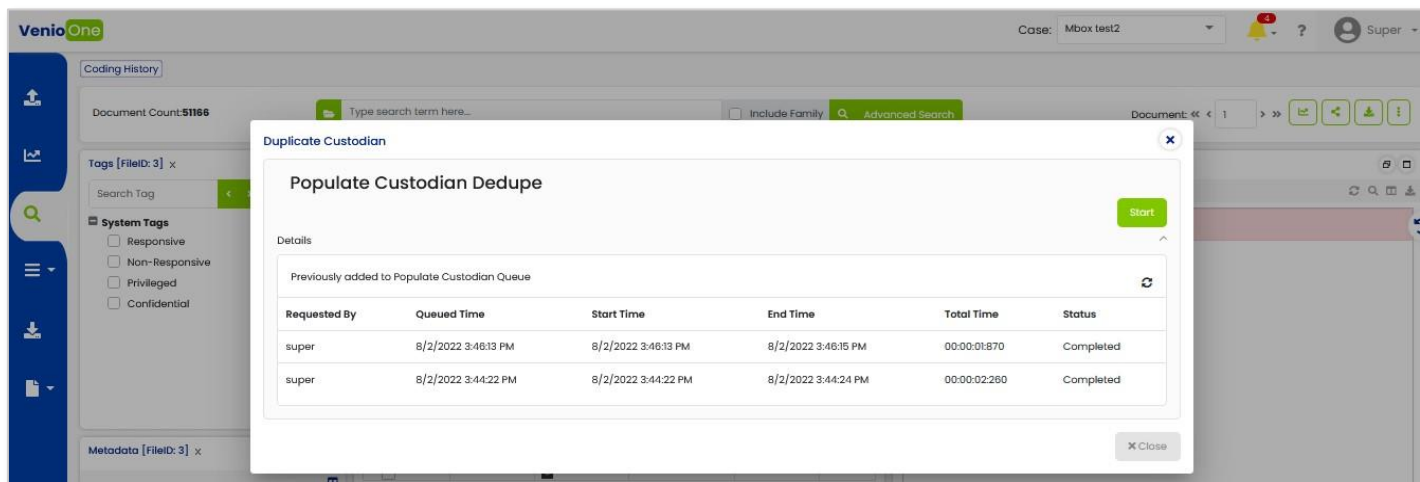 VenioOne
Case: Mbox test2
4
?
Super
Coding History
Document Count:51166
Type search term here...
Include Family
Advanced Search
Document: « < 1 > »
Duplicate Custodian
Tags [FileID: 3] x
Populate Custodian Dedupe
Search Tag
Start
System Tags
Responsive
Details
Non-Responsive
Previously added to Populate Custodian Queue
Privileged
Confidential
Requested By Queued Time Start Time End Time Total Time Status
super 8/2/2022 3:46:13 PM 8/2/2022 3:46:13 PM 8/2/2022 3:46:15 PM 00:00:01:870 Completed
super 8/2/2022 3:44:22 PM 8/2/2022 3:44:22 PM 8/2/2022 3:44:24 PM 00:00:02:260 Completed
Metadata [FileID: 3] x
× Close